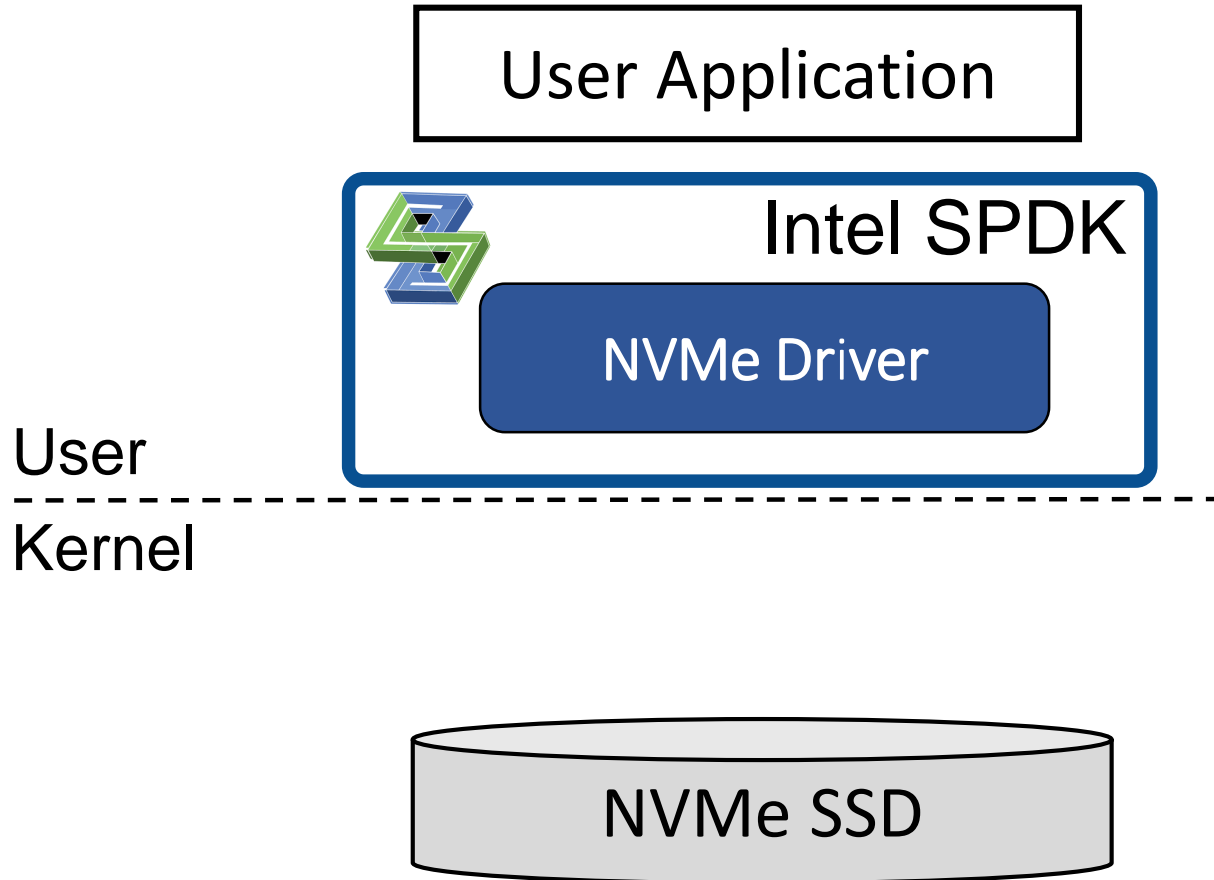 User Application
Intel SPDK
NVMe Driver
User
Kernel
NVMe SSD